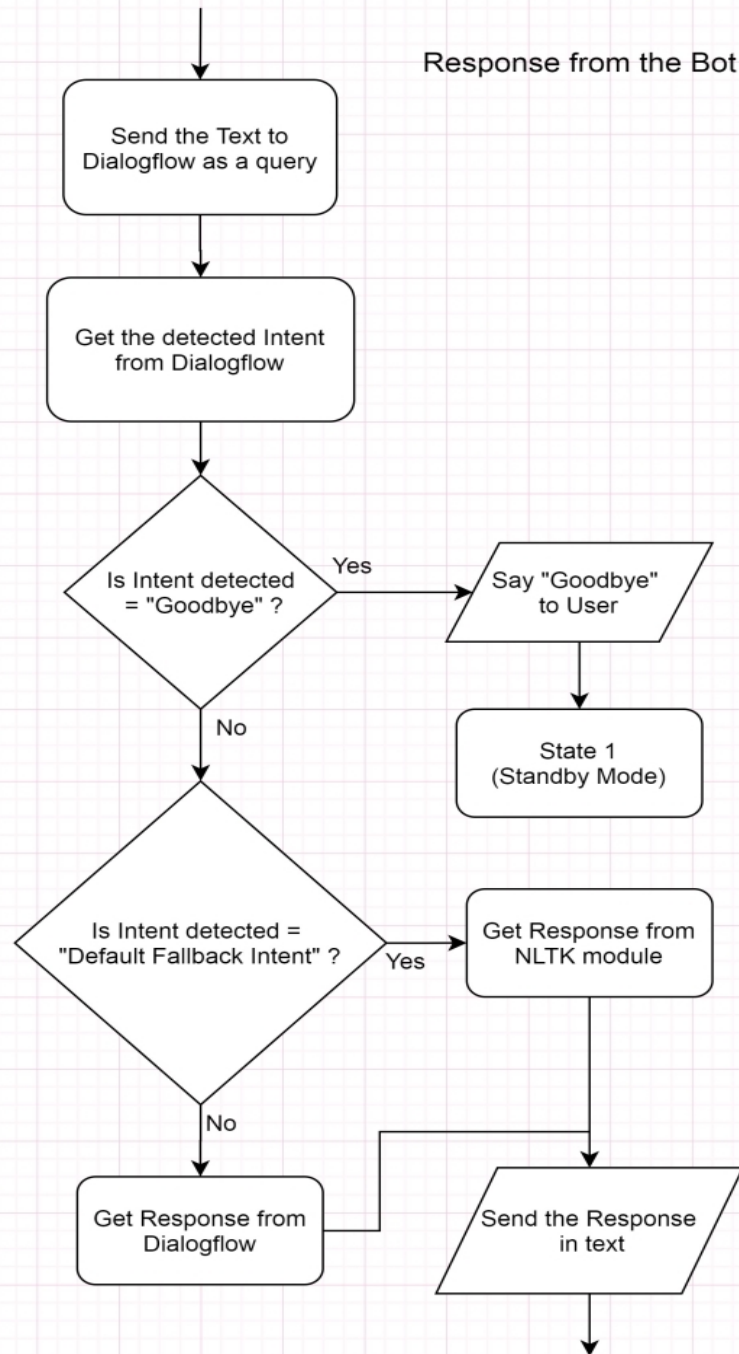 Response from the Bot
Send the Text to
Dialogflow as a query
Get the detected Intent
from Dialogflow
Is Intent detected
= "Goodbye" ?
Yes
Say "Goodbye"
to User
No
State 1
(Standby Mode)
Is Intent detected =
"Default Fallback Intent" ?
Yes
Get Response from
NLTK module
No
Get Response from
Dialogflow
Send the Response
in text